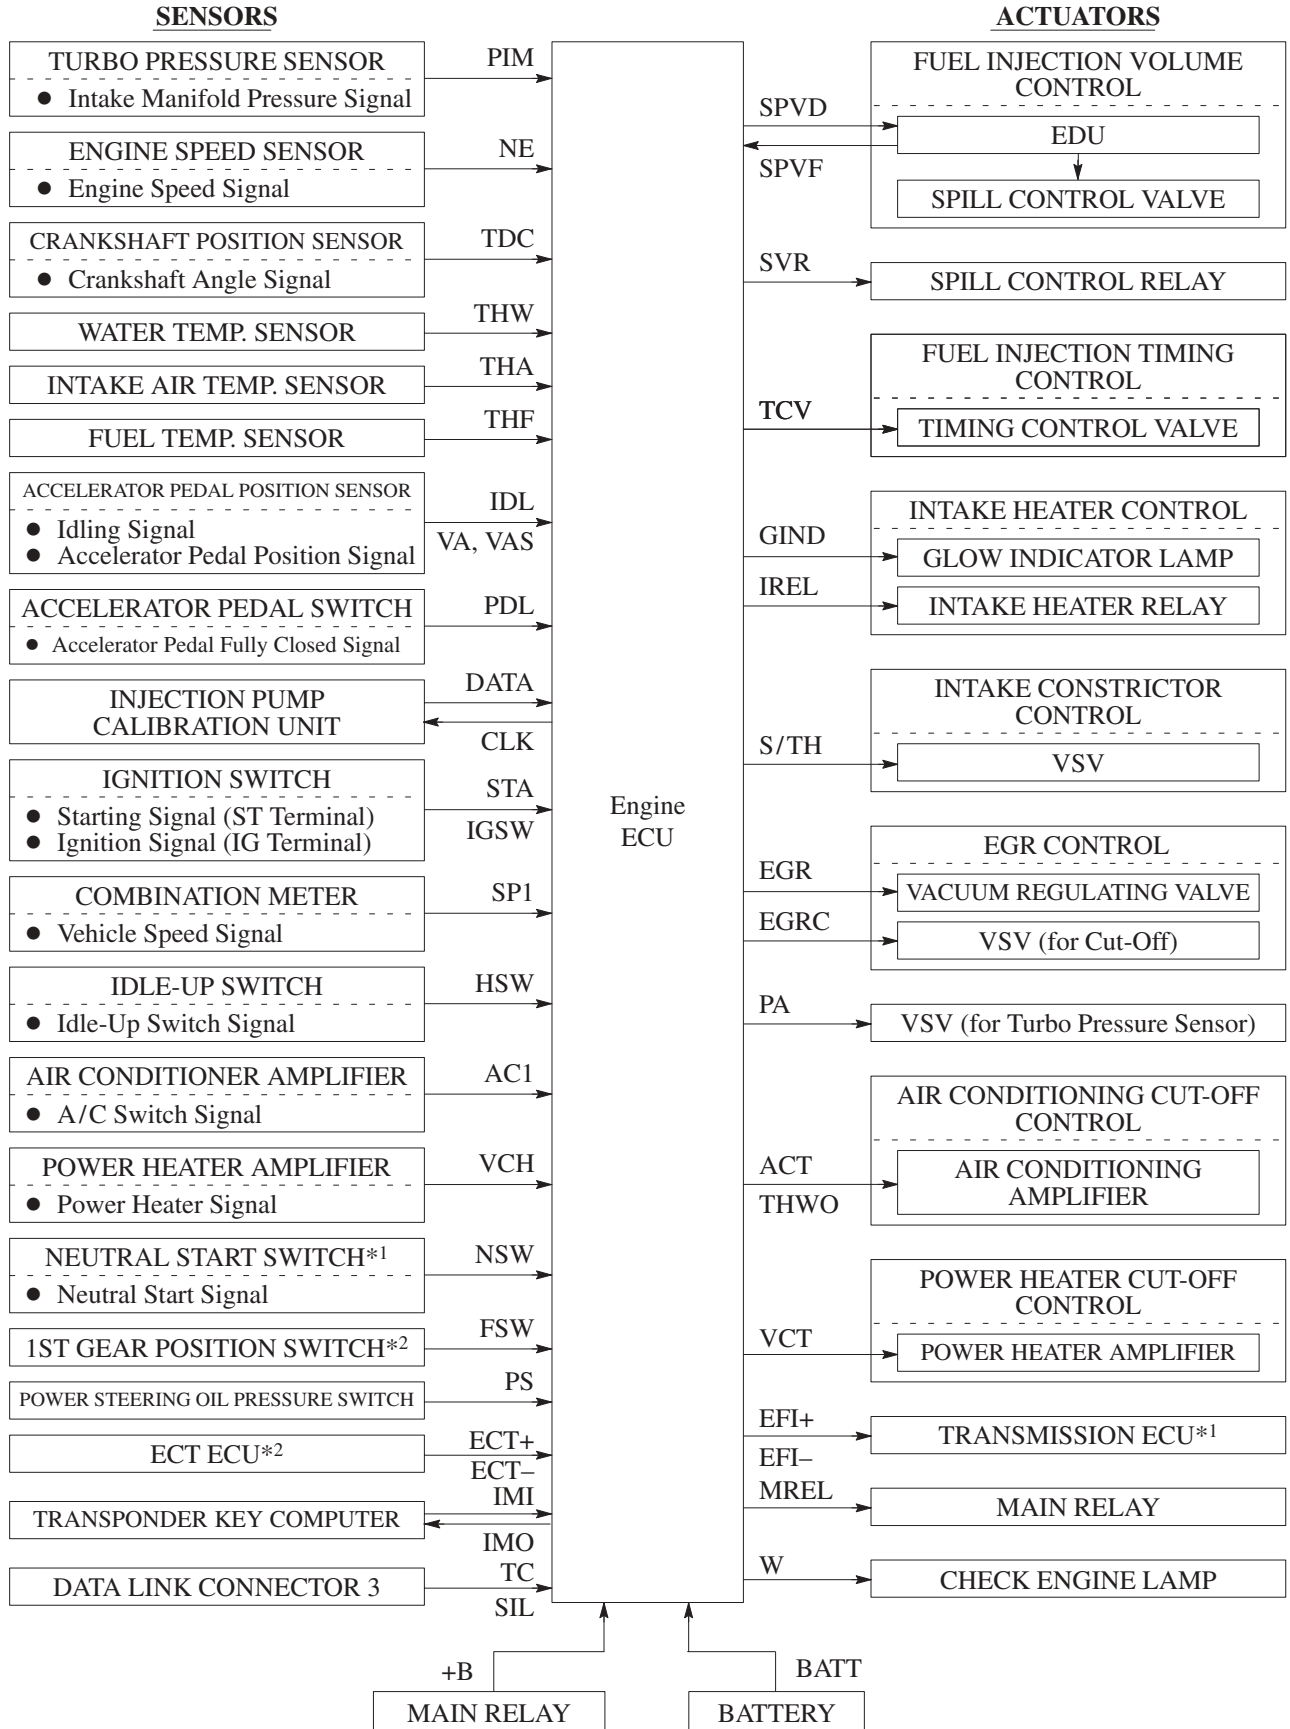 SENSORS
TURBO PRESSURE SENSOR
● Intake Manifold Pressure Signal
PIM
ENGINE SPEED SENSOR
● Engine Speed Signal
NE
CRANKSHAFT POSITION SENSOR
● Crankshaft Angle Signal
TDC
WATER TEMP. SENSOR
THW
INTAKE AIR TEMP. SENSOR
THA
FUEL TEMP. SENSOR
THF
ACCELERATOR PEDAL POSITION SENSOR
● Idling Signal
● Accelerator Pedal Position Signal
IDL
VA, VAS
ACCELERATOR PEDAL SWITCH
● Accelerator Pedal Fully Closed Signal
PDL
INJECTION PUMP
CALIBRATION UNIT
DATA
CLK
IGNITION SWITCH
● Starting Signal (ST Terminal)
● Ignition Signal (IG Terminal)
STA
IGSW
COMBINATION METER
● Vehicle Speed Signal
SP1
IDLE-UP SWITCH
● Idle-Up Switch Signal
HSW
AIR CONDITIONER AMPLIFIER
● A/C Switch Signal
AC1
POWER HEATER AMPLIFIER
● Power Heater Signal
VCH
NEUTRAL START SWITCH*1
● Neutral Start Signal
NSW
1ST GEAR POSITION SWITCH*2
FSW
POWER STEERING OIL PRESSURE SWITCH
PS
ECT ECU*2
ECT+
ECT–
TRANSPONDER KEY COMPUTER
IMI
IMO
DATA LINK CONNECTOR 3
TC
SIL
Engine
ECU
+B
MAIN RELAY
BATT
BATTERY
ACTUATORS
FUEL INJECTION VOLUME
CONTROL
SPVD
EDU
SPVF
SPILL CONTROL VALVE
SVR
SPILL CONTROL RELAY
FUEL INJECTION TIMING
CONTROL
TCV
TIMING CONTROL VALVE
INTAKE HEATER CONTROL
GIND
GLOW INDICATOR LAMP
IREL
INTAKE HEATER RELAY
INTAKE CONSTRICTOR
CONTROL
S/TH
VSV
EGR CONTROL
EGR
VACUUM REGULATING VALVE
EGRC
VSV (for Cut-Off)
PA
VSV (for Turbo Pressure Sensor)
AIR CONDITIONING CUT-OFF
CONTROL
ACT
THWO
AIR CONDITIONING
AMPLIFIER
POWER HEATER CUT-OFF
CONTROL
VCT
POWER HEATER AMPLIFIER
EFI+
EFI–
TRANSMISSION ECU*1
MREL
MAIN RELAY
W
CHECK ENGINE LAMP